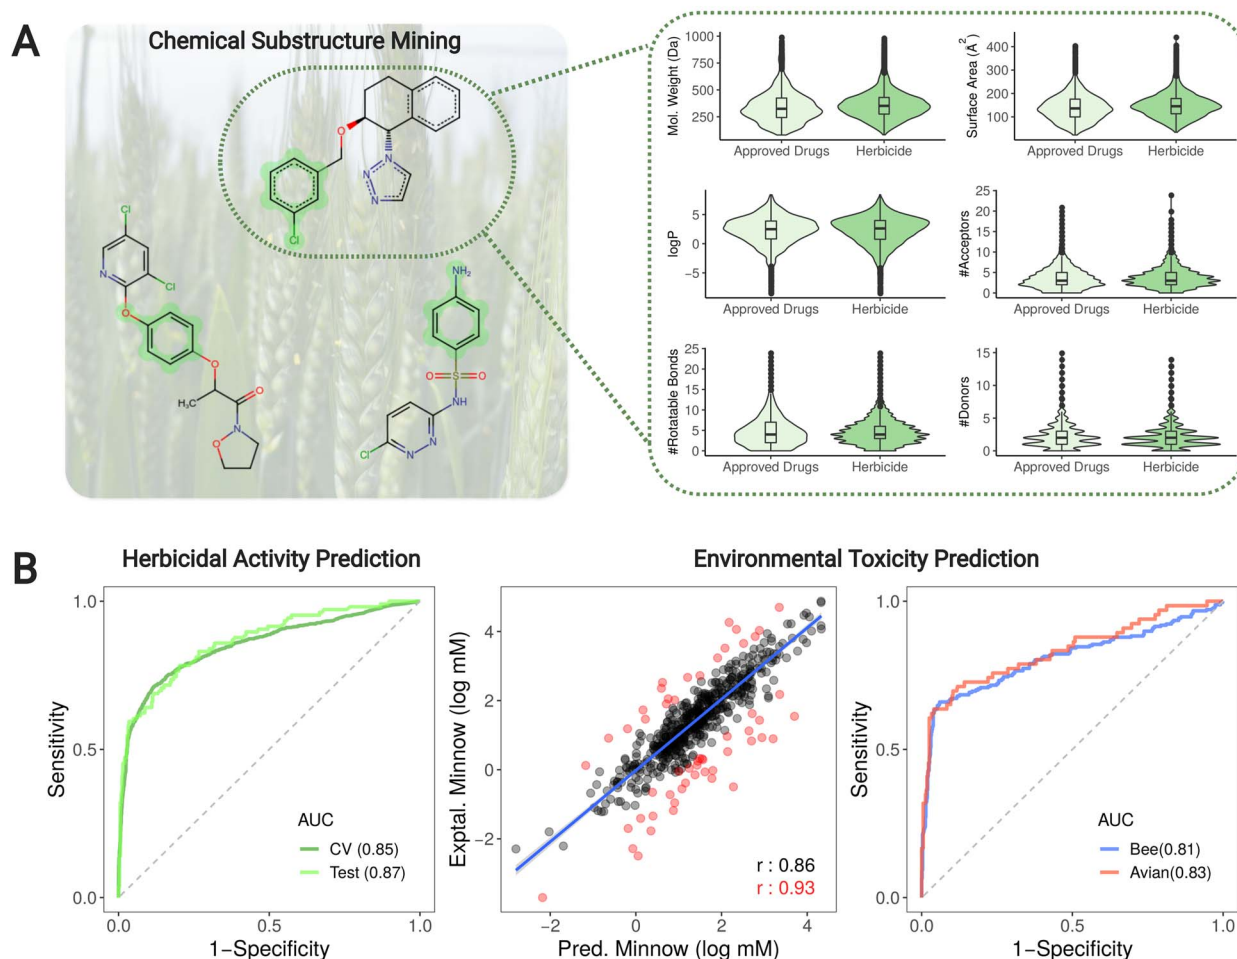 A
Chemical Substructure Mining
O
N
N
N
Cl
Cl
N
Cl
O
O
H₃C
O
N
O
NH₂
O S O
NH
N
N
Cl
Mol. Weight (Da)
1000
750
500
250
Approved Drugs Herbicide
Surface Area (Å²)
400
300
200
100
Approved Drugs Herbicide
logP
5
0
−5
Approved Drugs Herbicide
#Acceptors
25
20
15
10
5
0
Approved Drugs Herbicide
#Rotatable Bonds
25
20
15
10
5
0
Approved Drugs Herbicide
#Donors
15
10
5
0
Approved Drugs Herbicide
B
Herbicidal Activity Prediction
Environmental Toxicity Prediction
Sensitivity
1.0
0.5
0.0
AUC
CV (0.85)
Test (0.87)
0.0 0.5 1.0
1−Specificity
Exptal. Minnow (log mM)
4
2
0
−2
r : 0.86
r : 0.93
−2 0 2 4
Pred. Minnow (log mM)
Sensitivity
1.0
0.5
0.0
AUC
Bee(0.81)
Avian(0.83)
0.0 0.5 1.0
1−Specificity